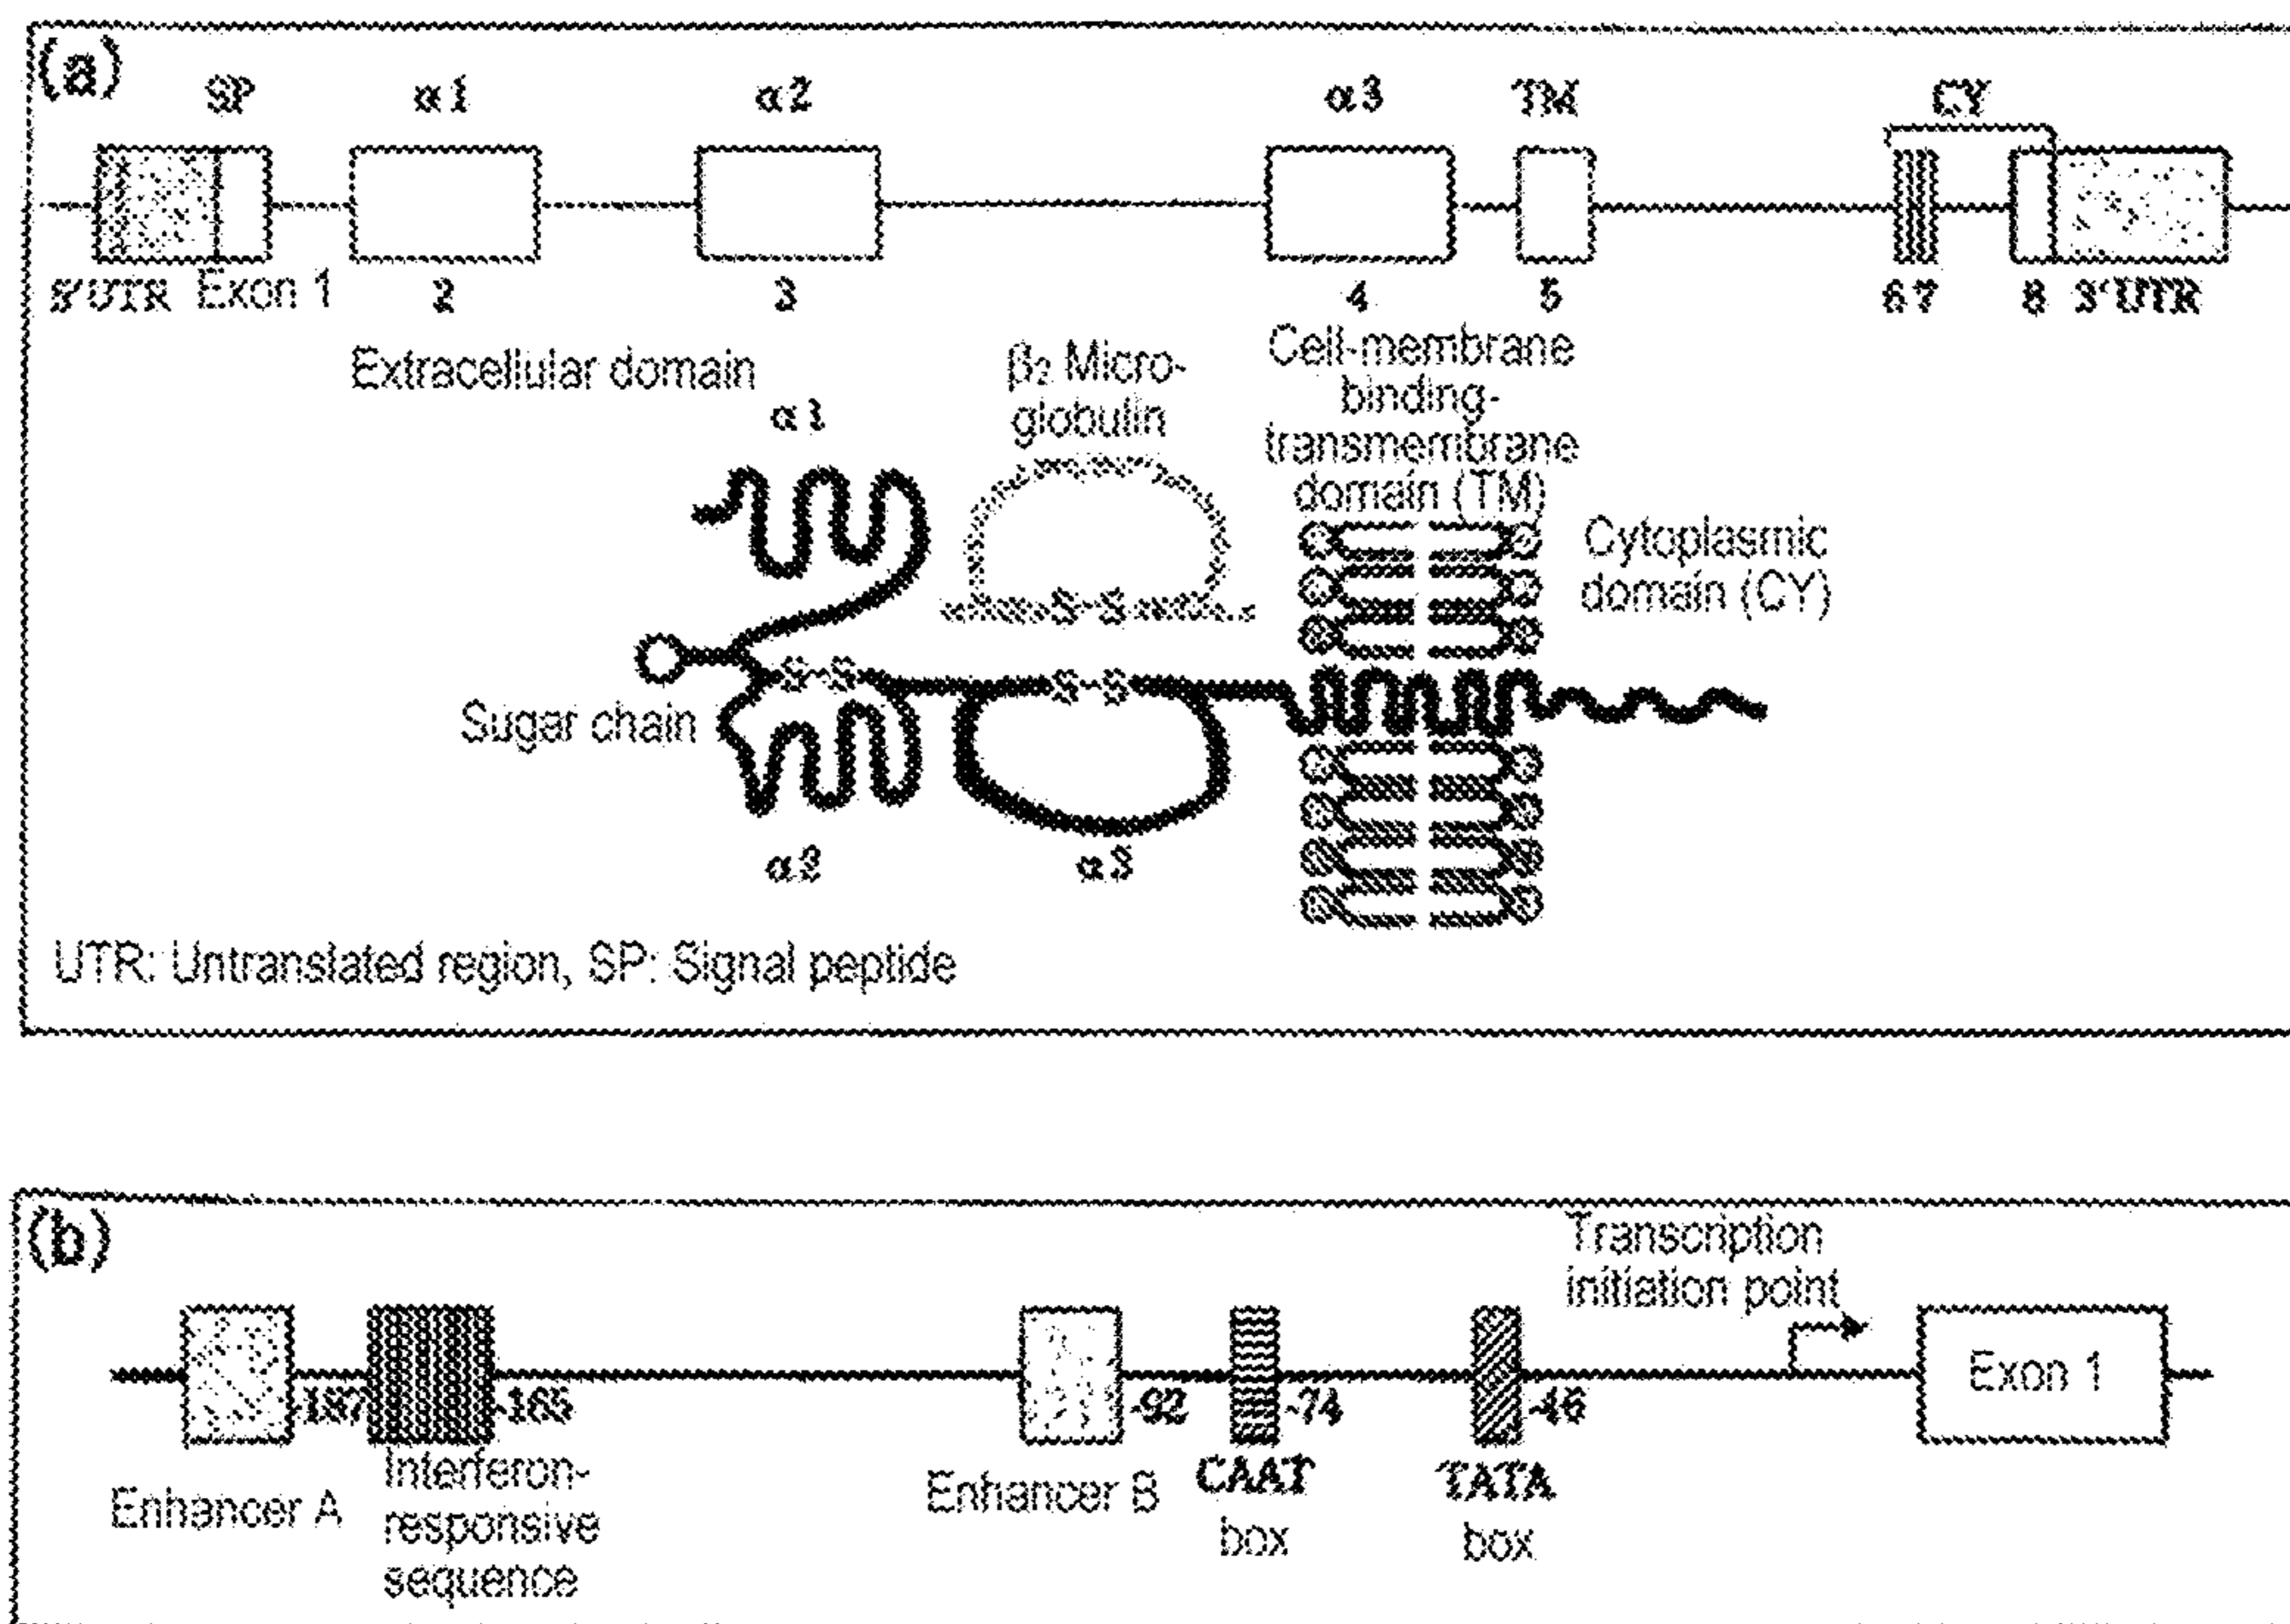 (a)
SP α1 α2 α3 TM CY
5'UTR Exon 1 2 3 4 5 6 7 8 3'UTR
Extracellular domain
α1
β₂ Micro-
globulin
Cell-membrane
binding-
transmembrane
domain (TM)
Cytoplasmic
domain (CY)
S-S
S-S S-S
Sugar chain
α2 α3
UTR: Untranslated region, SP: Signal peptide
(b)
Transcription
initiation point
Exon 1
-187 -165 -92 -74 -46
Enhancer A
Interferon-
responsive
sequence
Enhancer B
CAAT
box
TATA
box